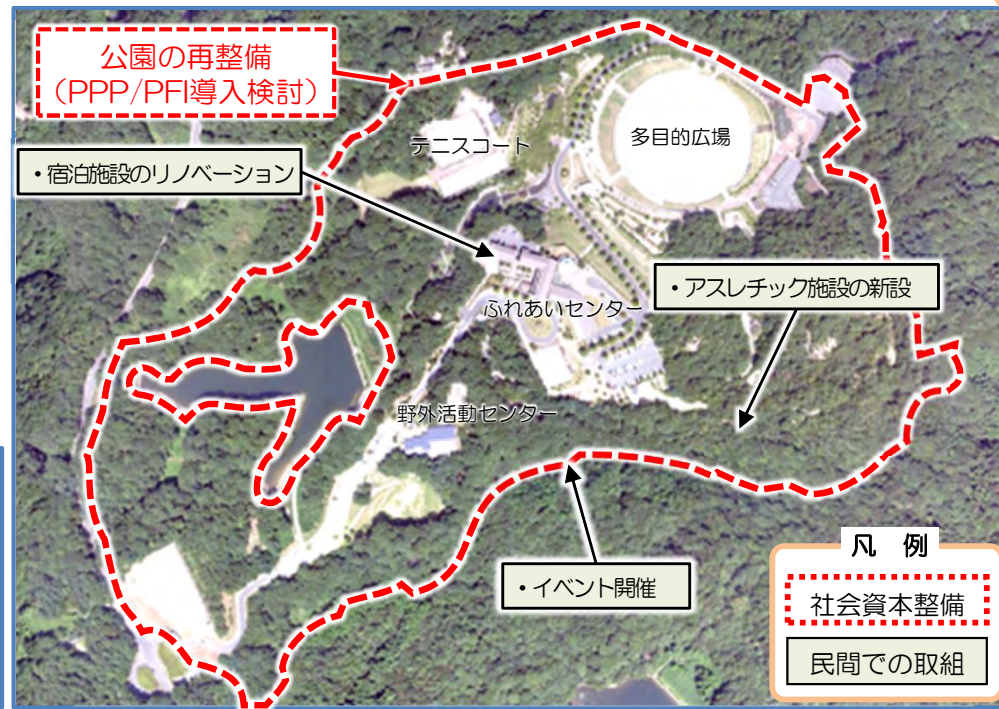 公園の再整備
(PPP/PFI導入検討)
テニスコート
多目的広場
・宿泊施設のリノベーション
・アスレチック施設の新設
ふれあいセンター
野外活動センター
・イベント開催
凡 例
社会資本整備
民間での取組